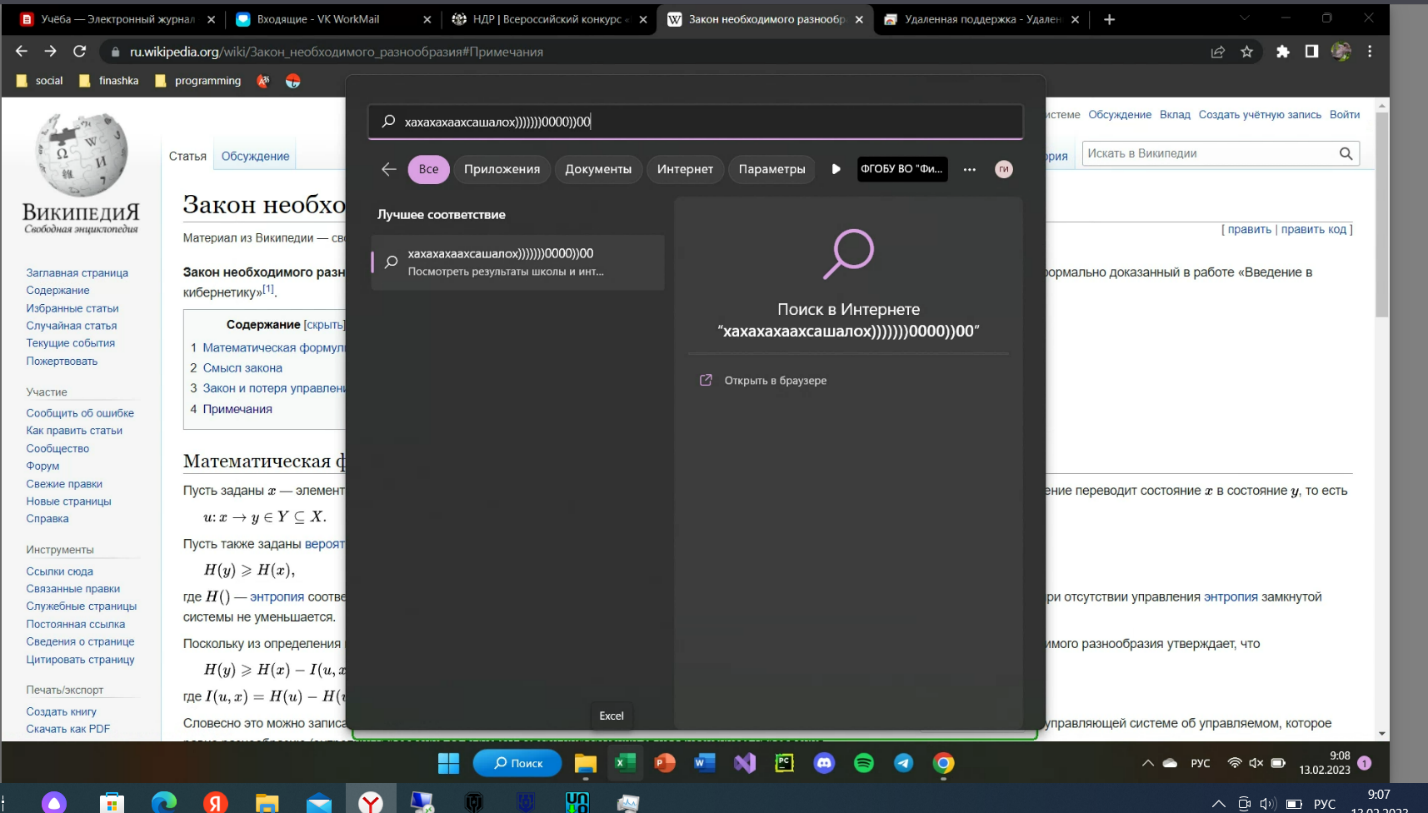 Учёба — Электронный журнал
Входящие - VK WorkMail
НДР | Всероссийский конкурс «
Закон необходимого разнообр
Удаленная поддержка - Удален
ru.wikipedia.org/wiki/Закон_необходимого_разнообразия#Примечания
social finashka programming
хахахахаахсашалох)))))))0000))00
Все Приложения Документы Интернет Параметры ФГОБУ ВО "Фи... ... ГИ
Лучшее соответствие
хахахахаахсашалох)))))))0000))00
Посмотреть результаты школы и инт...
Поиск в Интернете
"хахахахаахсашалох)))))))0000))00"
Открыть в браузере
Excel
ВИКИПЕДИЯ
Свободная энциклопедия
Заглавная страница
Содержание
Избранные статьи
Случайная статья
Текущие события
Пожертвовать
Участие
Сообщить об ошибке
Как править статьи
Сообщество
Форум
Свежие правки
Новые страницы
Справка
Инструменты
Ссылки сюда
Связанные правки
Служебные страницы
Постоянная ссылка
Сведения о странице
Цитировать страницу
Печать/экспорт
Создать книгу
Скачать как PDF
системе Обсуждение Вклад Создать учётную запись Войти
Статья Обсуждение
ория Искать в Википедии
Закон необхо
Материал из Википедии — сво
[ править | править код ]
Закон необходимого разн ормально доказанный в работе «Введение в
кибернетику»[1].
Содержание [скрыть]
1 Математическая формул
2 Смысл закона
3 Закон и потеря управлени
4 Примечания
Математическая ф
Пусть заданы x — элемент ение переводит состояние x в состояние y, то есть
u: x → y ∈ Y ⊆ X.
Пусть также заданы вероят
H(y) ⩾ H(x),
где H() — энтропия соотве ри отсутствии управления энтропия замкнутой
системы не уменьшается.
Поскольку из определения имого разнообразия утверждает, что
H(y) ⩾ H(x) − I(u, x
где I(u, x) = H(u) − H(u
Словесно это можно записа управляющей системе об управляемом, которое
Поиск
РУС
9:08
13.02.2023
1
РУС
9:07
13.02.2023